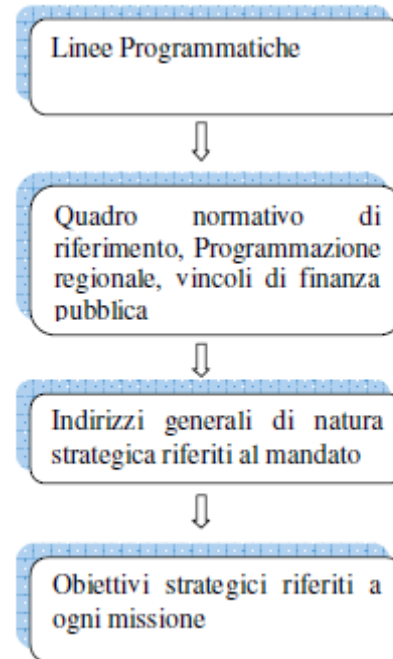 Linee Programmatiche
Quadro normativo di
riferimento, Programmazione
regionale, vincoli di finanza
pubblica
Indirizzi generali di natura
strategica riferiti al mandato
Obiettivi strategici riferiti a
ogni missione